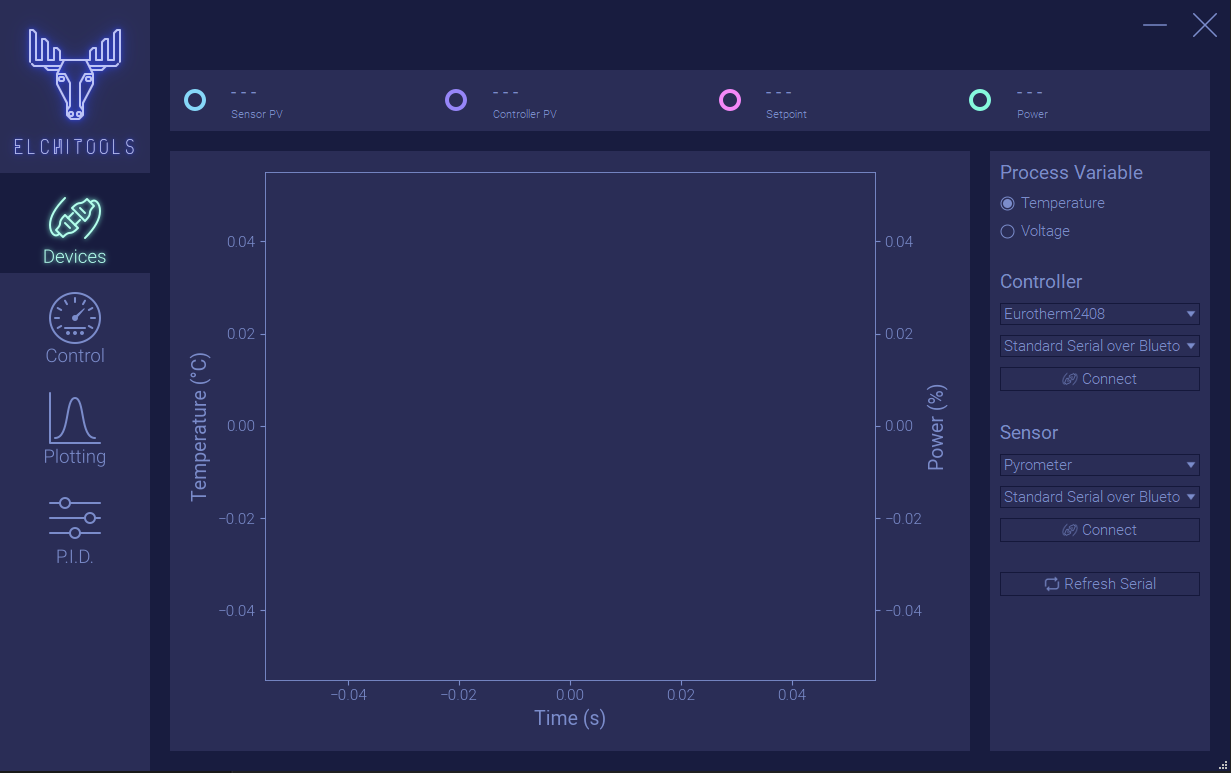 ELCHITOOLS
Devices
Control
Plotting
P.I.D.
---
Sensor PV
---
Controller PV
---
Setpoint
---
Power
Temperature (°C)
0.04
0.02
0.00
−0.02
−0.04
−0.04
−0.02
0.00
0.02
0.04
Time (s)
0.04
0.02
0.00
−0.02
−0.04
Power (%)
Process Variable
Temperature
Voltage
Controller
Eurotherm2408
Standard Serial over Blueto
Connect
Sensor
Pyrometer
Standard Serial over Blueto
Connect
Refresh Serial